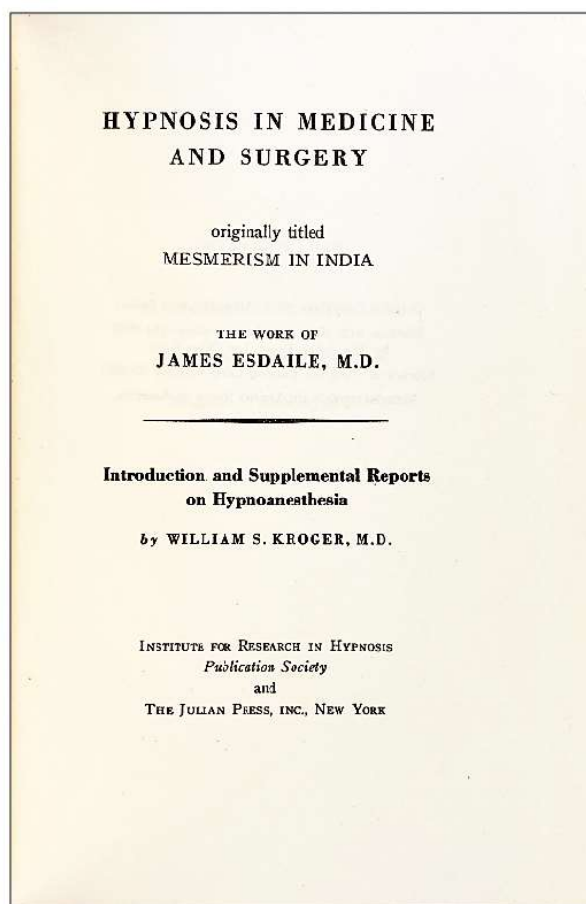 HYPNOSIS IN MEDICINE
AND SURGERY
originally titled
MESMERISM IN INDIA
THE WORK OF
JAMES ESDAILE, M.D.
Introduction and Supplemental Reports
on Hypnoanesthesia
by WILLIAM S. KROGER, M.D.
INSTITUTE FOR RESEARCH IN HYPNOSIS
Publication Society
and
THE JULIAN PRESS, INC., NEW YORK